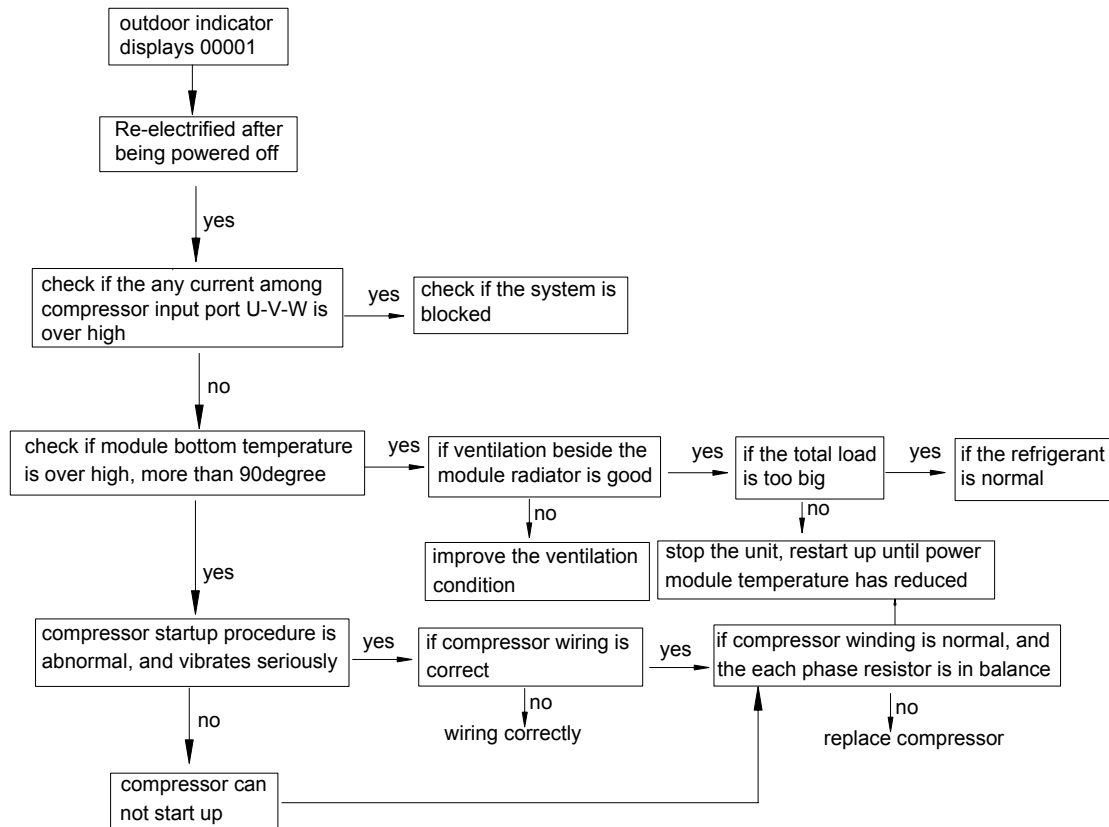 outdoor indicator
displays 00001
Re-electrified after
being powered off
yes
check if the any current among
compressor input port U-V-W is
over high
yes
check if the system is
blocked
no
check if module bottom temperature
is over high, more than 90degree
yes
if ventilation beside the
module radiator is good
yes
if the total load
is too big
yes
if the refrigerant
is normal
no
improve the ventilation
condition
no
stop the unit, restart up until power
module temperature has reduced
yes
compressor startup procedure is
abnormal, and vibrates seriously
yes
if compressor wiring is
correct
yes
if compressor winding is normal, and
the each phase resistor is in balance
no
wiring correctly
no
replace compressor
no
compressor can
not start up